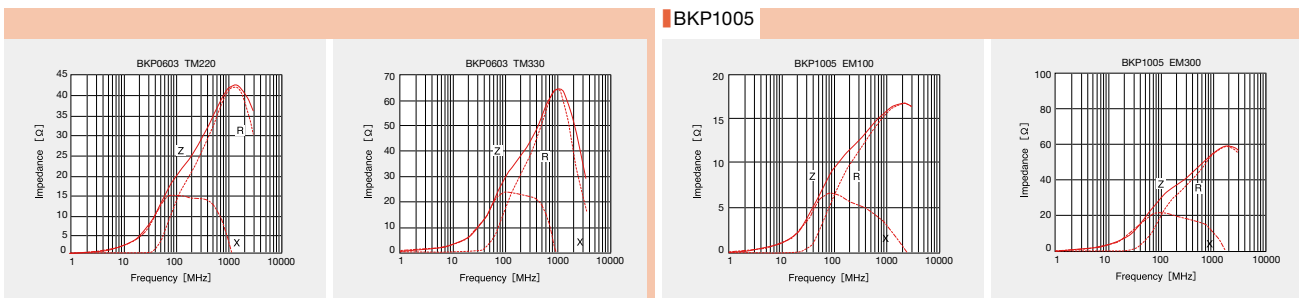 BKP1005
BKP0603 TM220
Impedance [Ω]
45
40
35
30
25
20
15
10
5
0
Z
R
X
1 10 100 1000 10000
Frequency [MHz]
BKP0603 TM330
Impedance [Ω]
70
60
50
40
30
20
10
0
Z
R
X
1 10 100 1000 10000
Frequency [MHz]
BKP1005 EM100
Impedance [Ω]
20
15
10
5
0
Z
R
X
1 10 100 1000 10000
Frequency [MHz]
BKP1005 EM300
Impedance [Ω]
100
80
60
40
20
0
Z
R
X
1 10 100 1000 10000
Frequency [MHz]